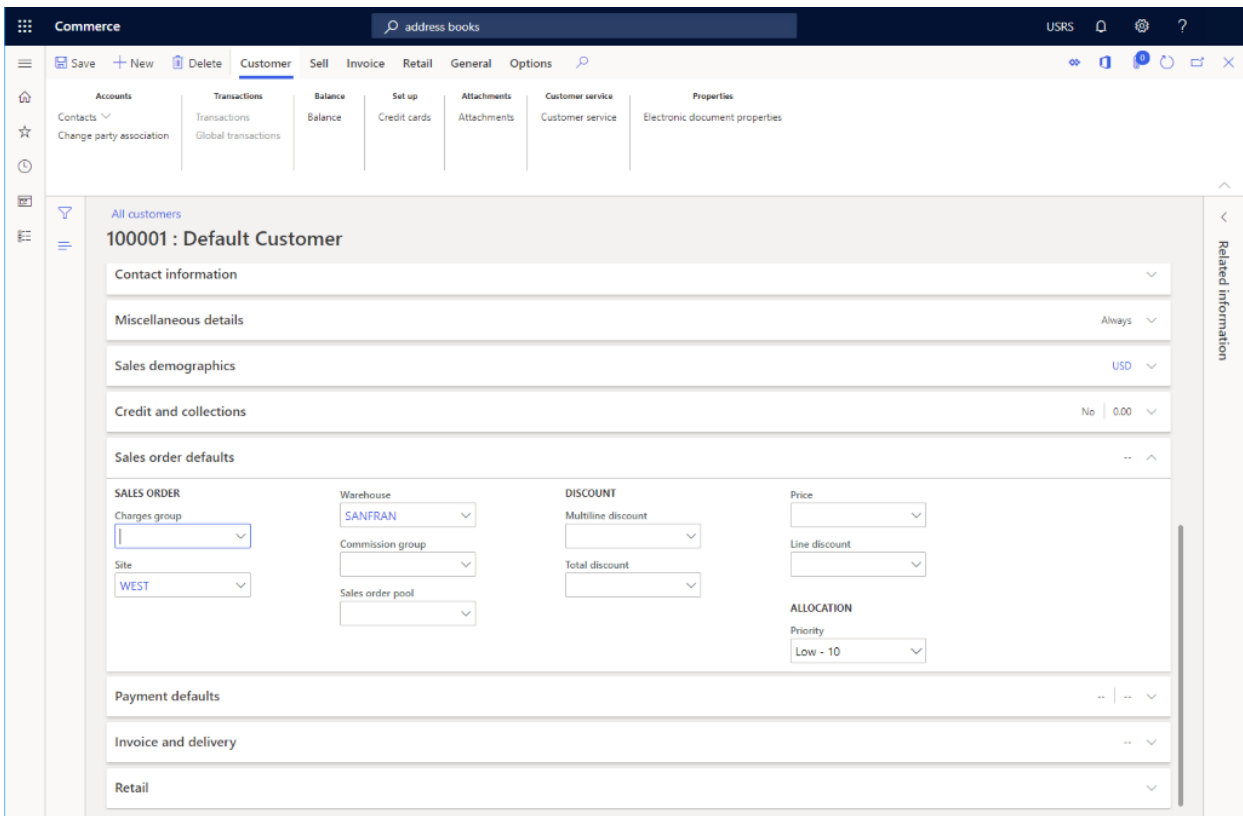 Commerce
address books
USRS
?
Save
New
Delete
Customer
Sell
Invoice
Retail
General
Options
0
Accounts
Contacts
Change party association
Transactions
Transactions
Global transactions
Balance
Balance
Set up
Credit cards
Attachments
Attachments
Customer service
Customer service
Properties
Electronic document properties
All customers
100001 : Default Customer
Related information
Contact information
Miscellaneous details
Always
Sales demographics
USD
Credit and collections
No
0.00
Sales order defaults
--
SALES ORDER
Charges group
Site
WEST
Warehouse
SANFRAN
Commission group
Sales order pool
DISCOUNT
Multiline discount
Total discount
Price
Line discount
ALLOCATION
Priority
Low - 10
Payment defaults
--
--
Invoice and delivery
--
Retail